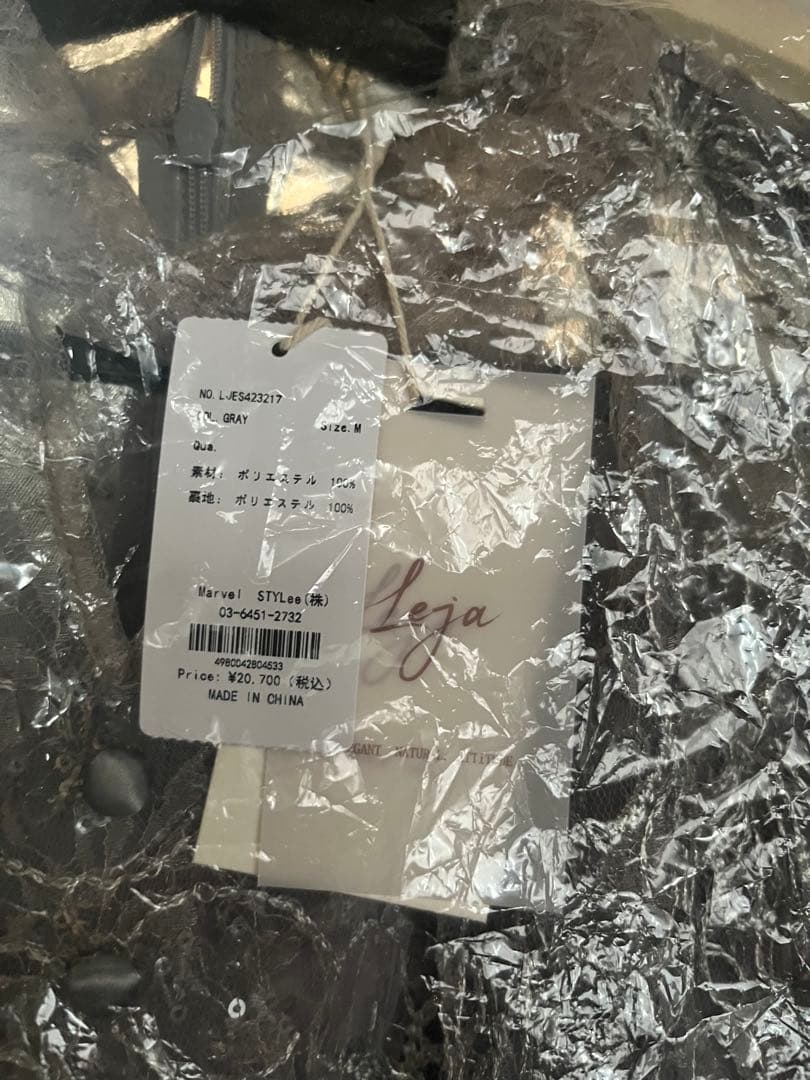 NO. LJES423217
COL. GRAY
Size. M
Qua.
素材: ポリエステル 100%
裏地: ポリエステル 100%
Marvel STYLee(株)
03-6451-2732
4980042804533
Price: ¥20,700 (税込)
MADE IN CHINA
Leja
NATURAL